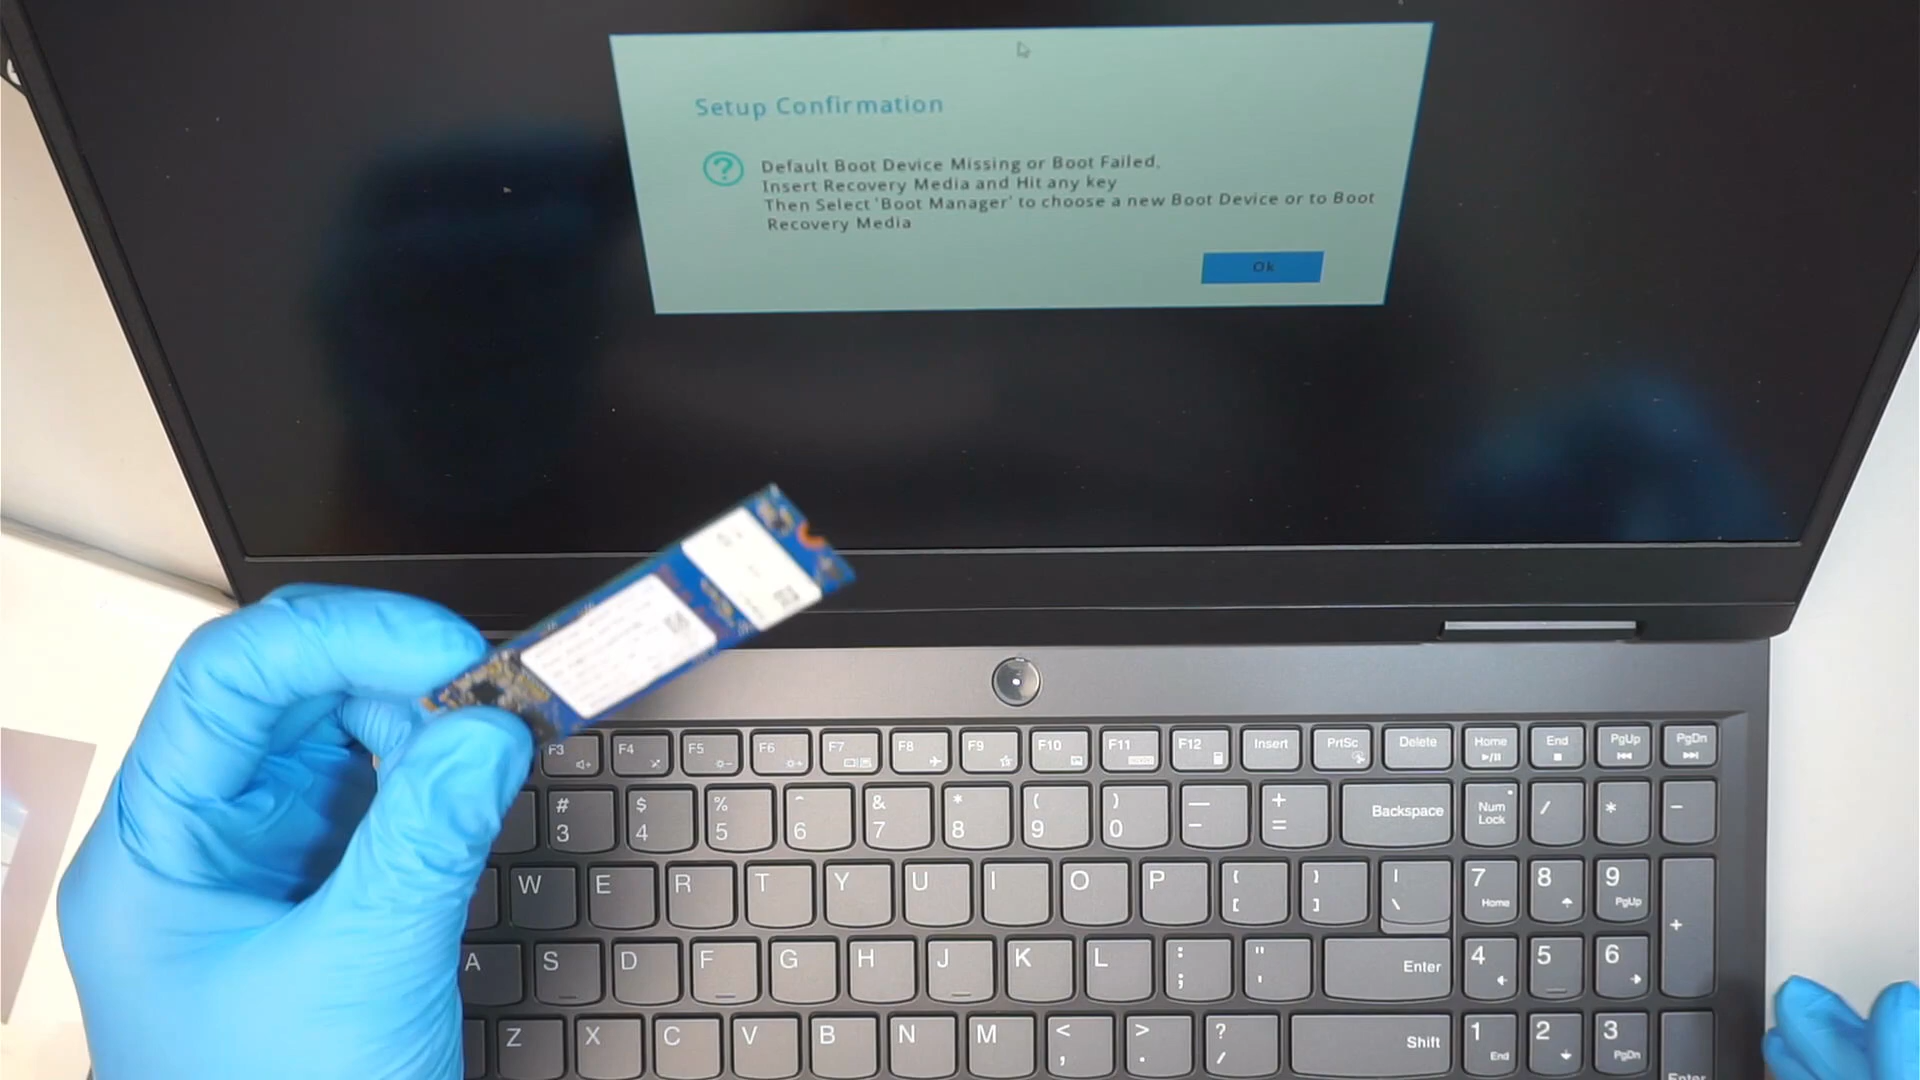 Setup Confirmation
?
Default Boot Device Missing or Boot Failed.
Insert Recovery Media and Hit any key
Then Select 'Boot Manager' to choose a new Boot Device or to Boot
Recovery Media
Ok
F3 F4 F5 F6 F7 F8 F9 F10 F11 F12 Insert PrtSc Delete Home End PgUp PgDn
# $ % ^ & * ( ) — +
3 4 5 6 7 8 9 0 - = Backspace Num Lock / * -
W E R T Y U I O P { [ } ] | \ 7 Home 8 9 PgUp +
A S D F G H J K L : ; " ' Enter 4 5 6
Z X C V B N M < , > . ? / Shift 1 End 2 3 PgDn
Enter